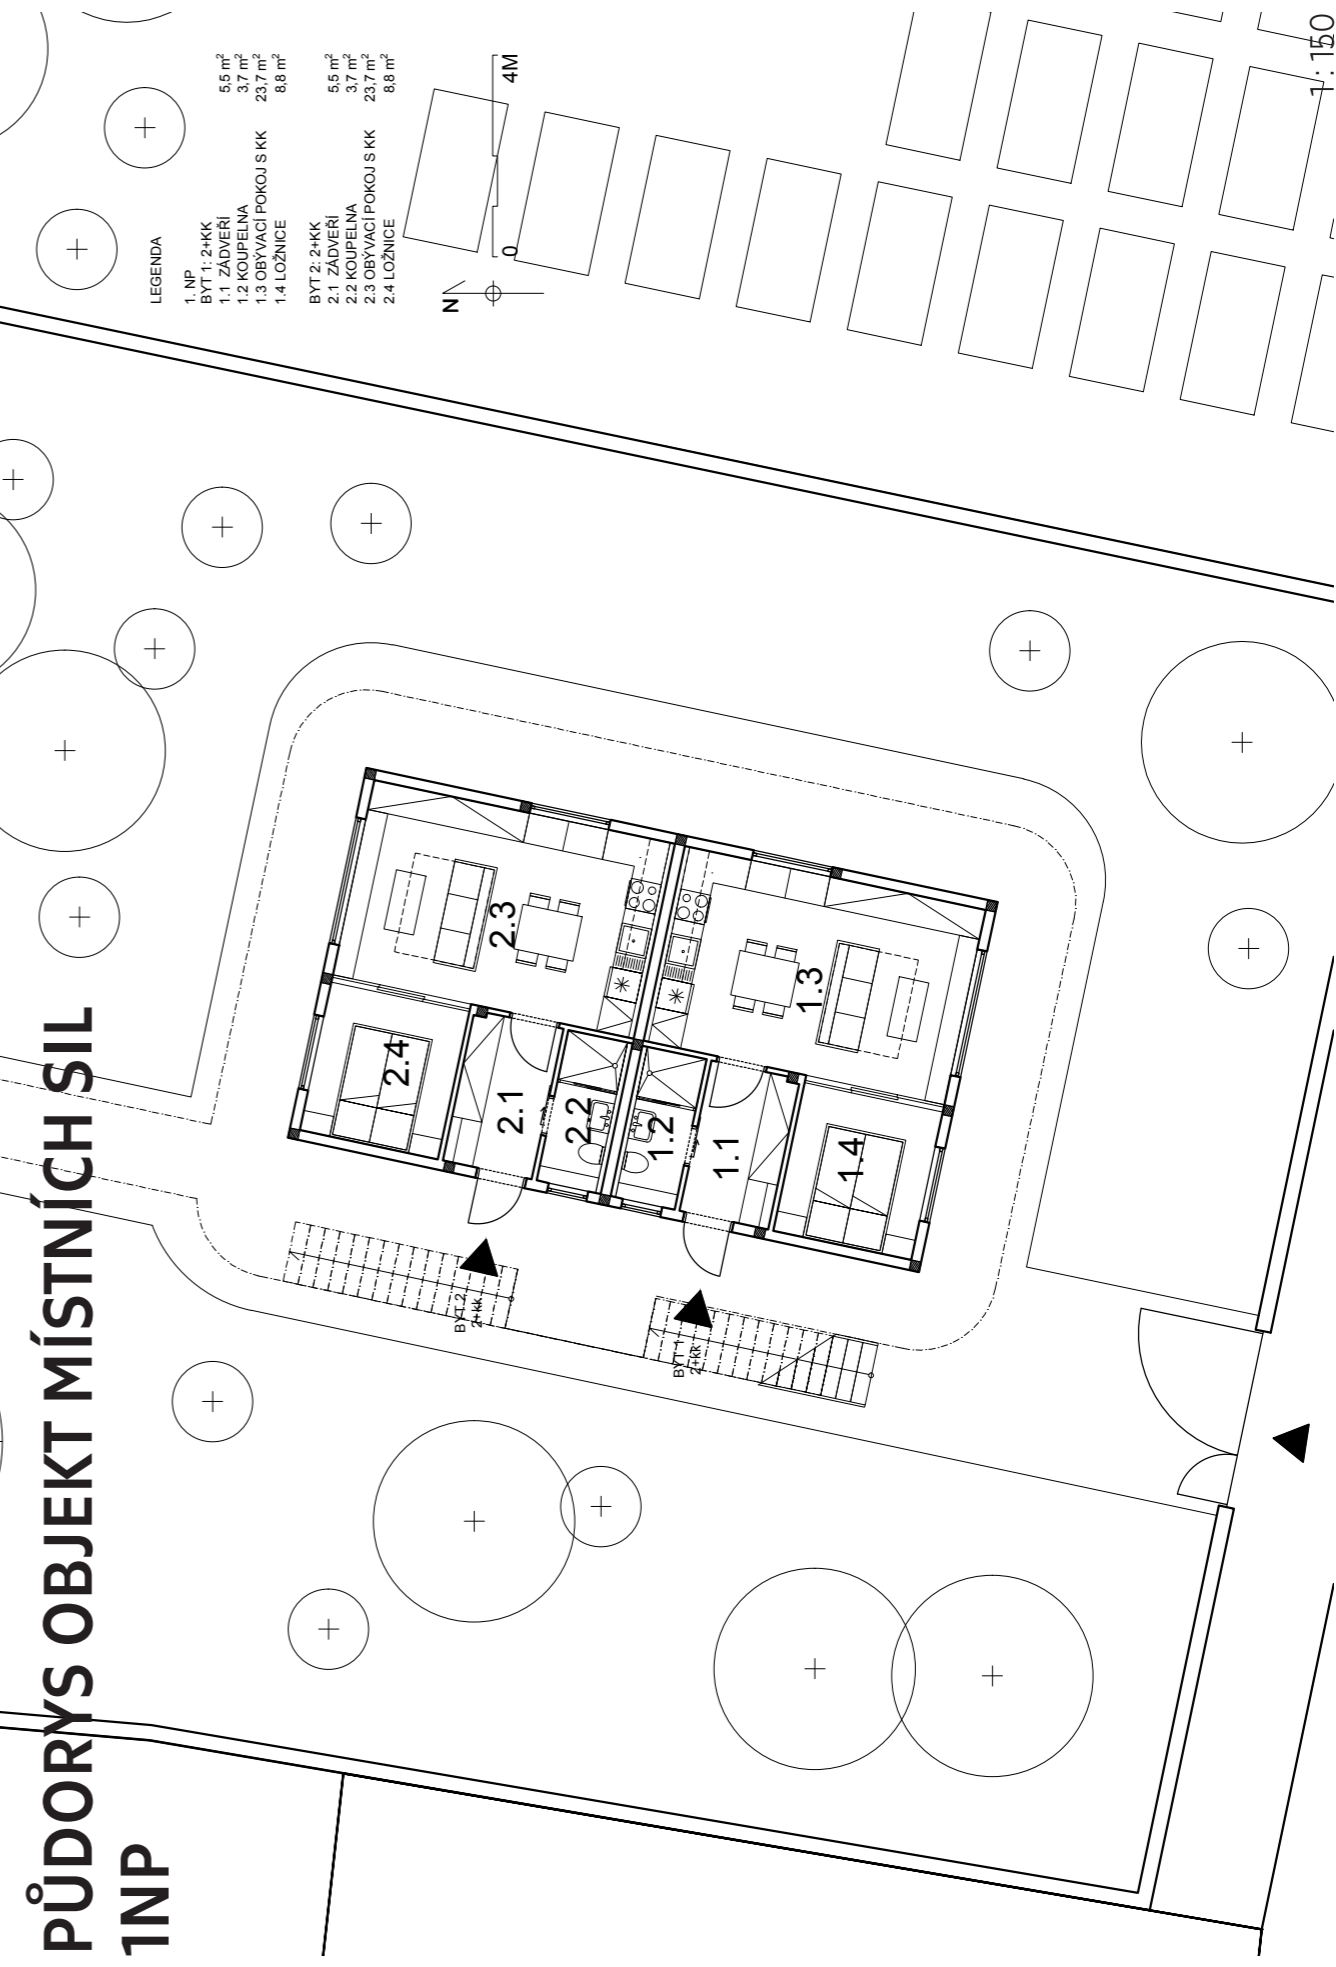 PŮDORYS OBJEKT MÍSTNÍCH SIL
1NP
LEGENDA
1. NP
BYT 1: 2+KK
1.1 ZÁDVEŘÍ 5,5 m²
1.2 KOUPELNA 3,7 m²
1.3 OBÝVACÍ POKOJ S KK 23,7 m²
1.4 LOŽNICE 8,8 m²
BYT 2: 2+KK
2.1 ZÁDVEŘÍ 5,5 m²
2.2 KOUPELNA 3,7 m²
2.3 OBÝVACÍ POKOJ S KK 23,7 m²
2.4 LOŽNICE 8,8 m²
N
0 4M
2.4
2.3
2.1
2.2
1.2
1.1
1.3
1.4
BYT 2
2+kk
BYT 1
2+kk
1: 150